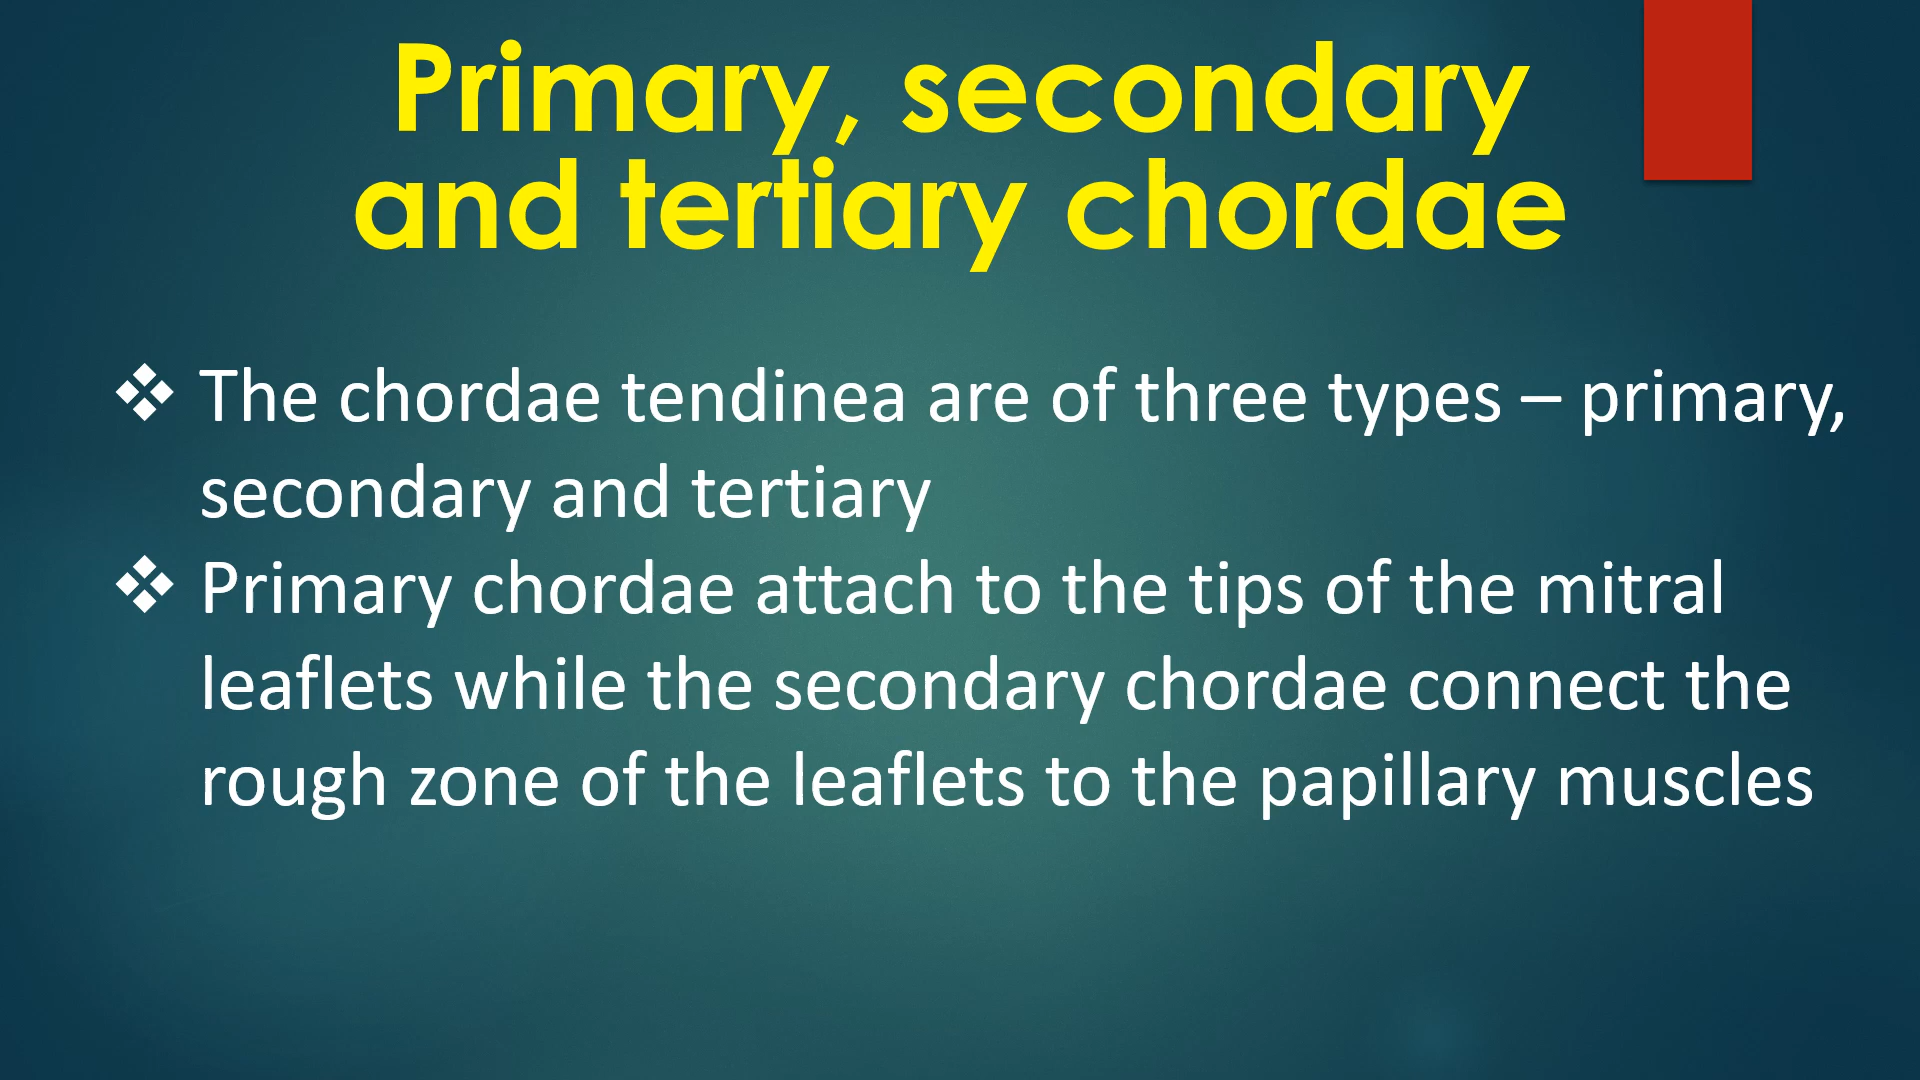 Primary, secondary
and tertiary chordae
❖ The chordae tendinea are of three types – primary,
secondary and tertiary
❖ Primary chordae attach to the tips of the mitral
leaflets while the secondary chordae connect the
rough zone of the leaflets to the papillary muscles